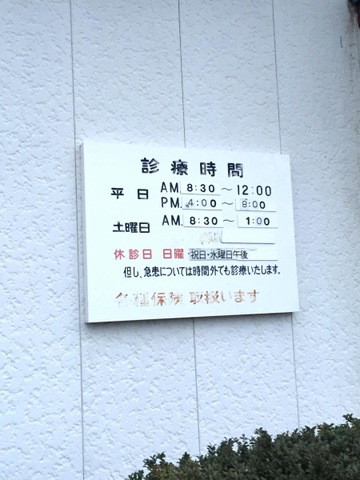 診療時間
平日 AM. 8:30 〜 12:00
PM. 4:00 〜 8:00
土曜日 AM. 8:30 〜 1:00
休診日 日曜 祝日・水曜日午後
但し、急患については時間外でも診療いたします。
各種保険取扱います